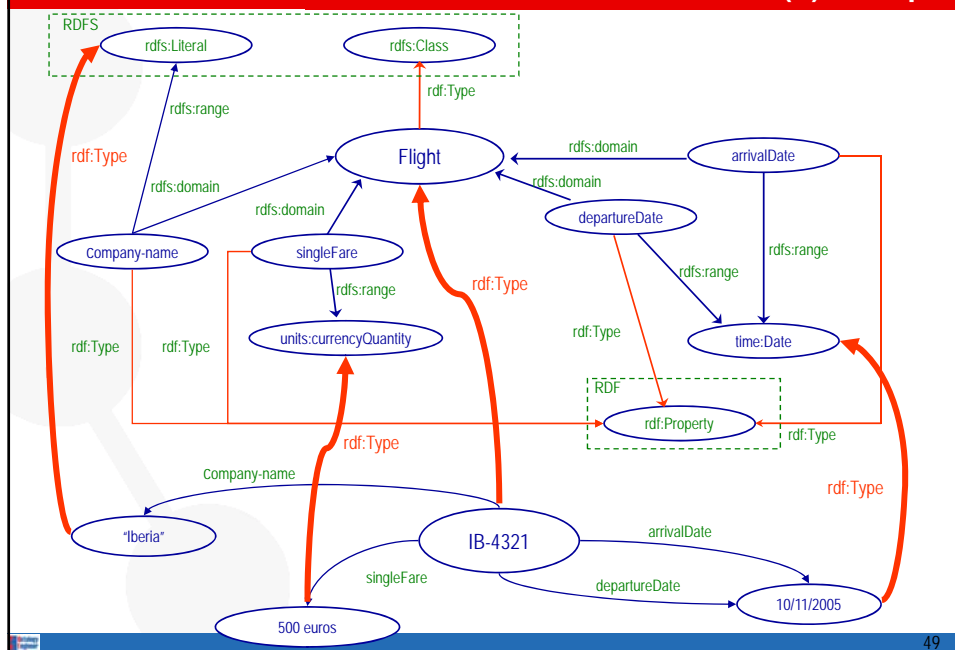 RDFS
rdfs:Literal
rdfs:Class
rdfs:range
rdf:Type
rdf:Type
Flight
rdfs:domain
arrivalDate
rdfs:domain
rdfs:domain
rdfs:domain
departureDate
Company-name
singleFare
rdfs:range
rdfs:range
rdfs:range
rdf:Type
units:currencyQuantity
rdf:Type
rdf:Type
rdf:Type
time:Date
RDF
rdf:Property
rdf:Type
rdf:Type
Company-name
rdf:Type
"Iberia"
IB-4321
arrivalDate
singleFare
departureDate
10/11/2005
500 euros
49